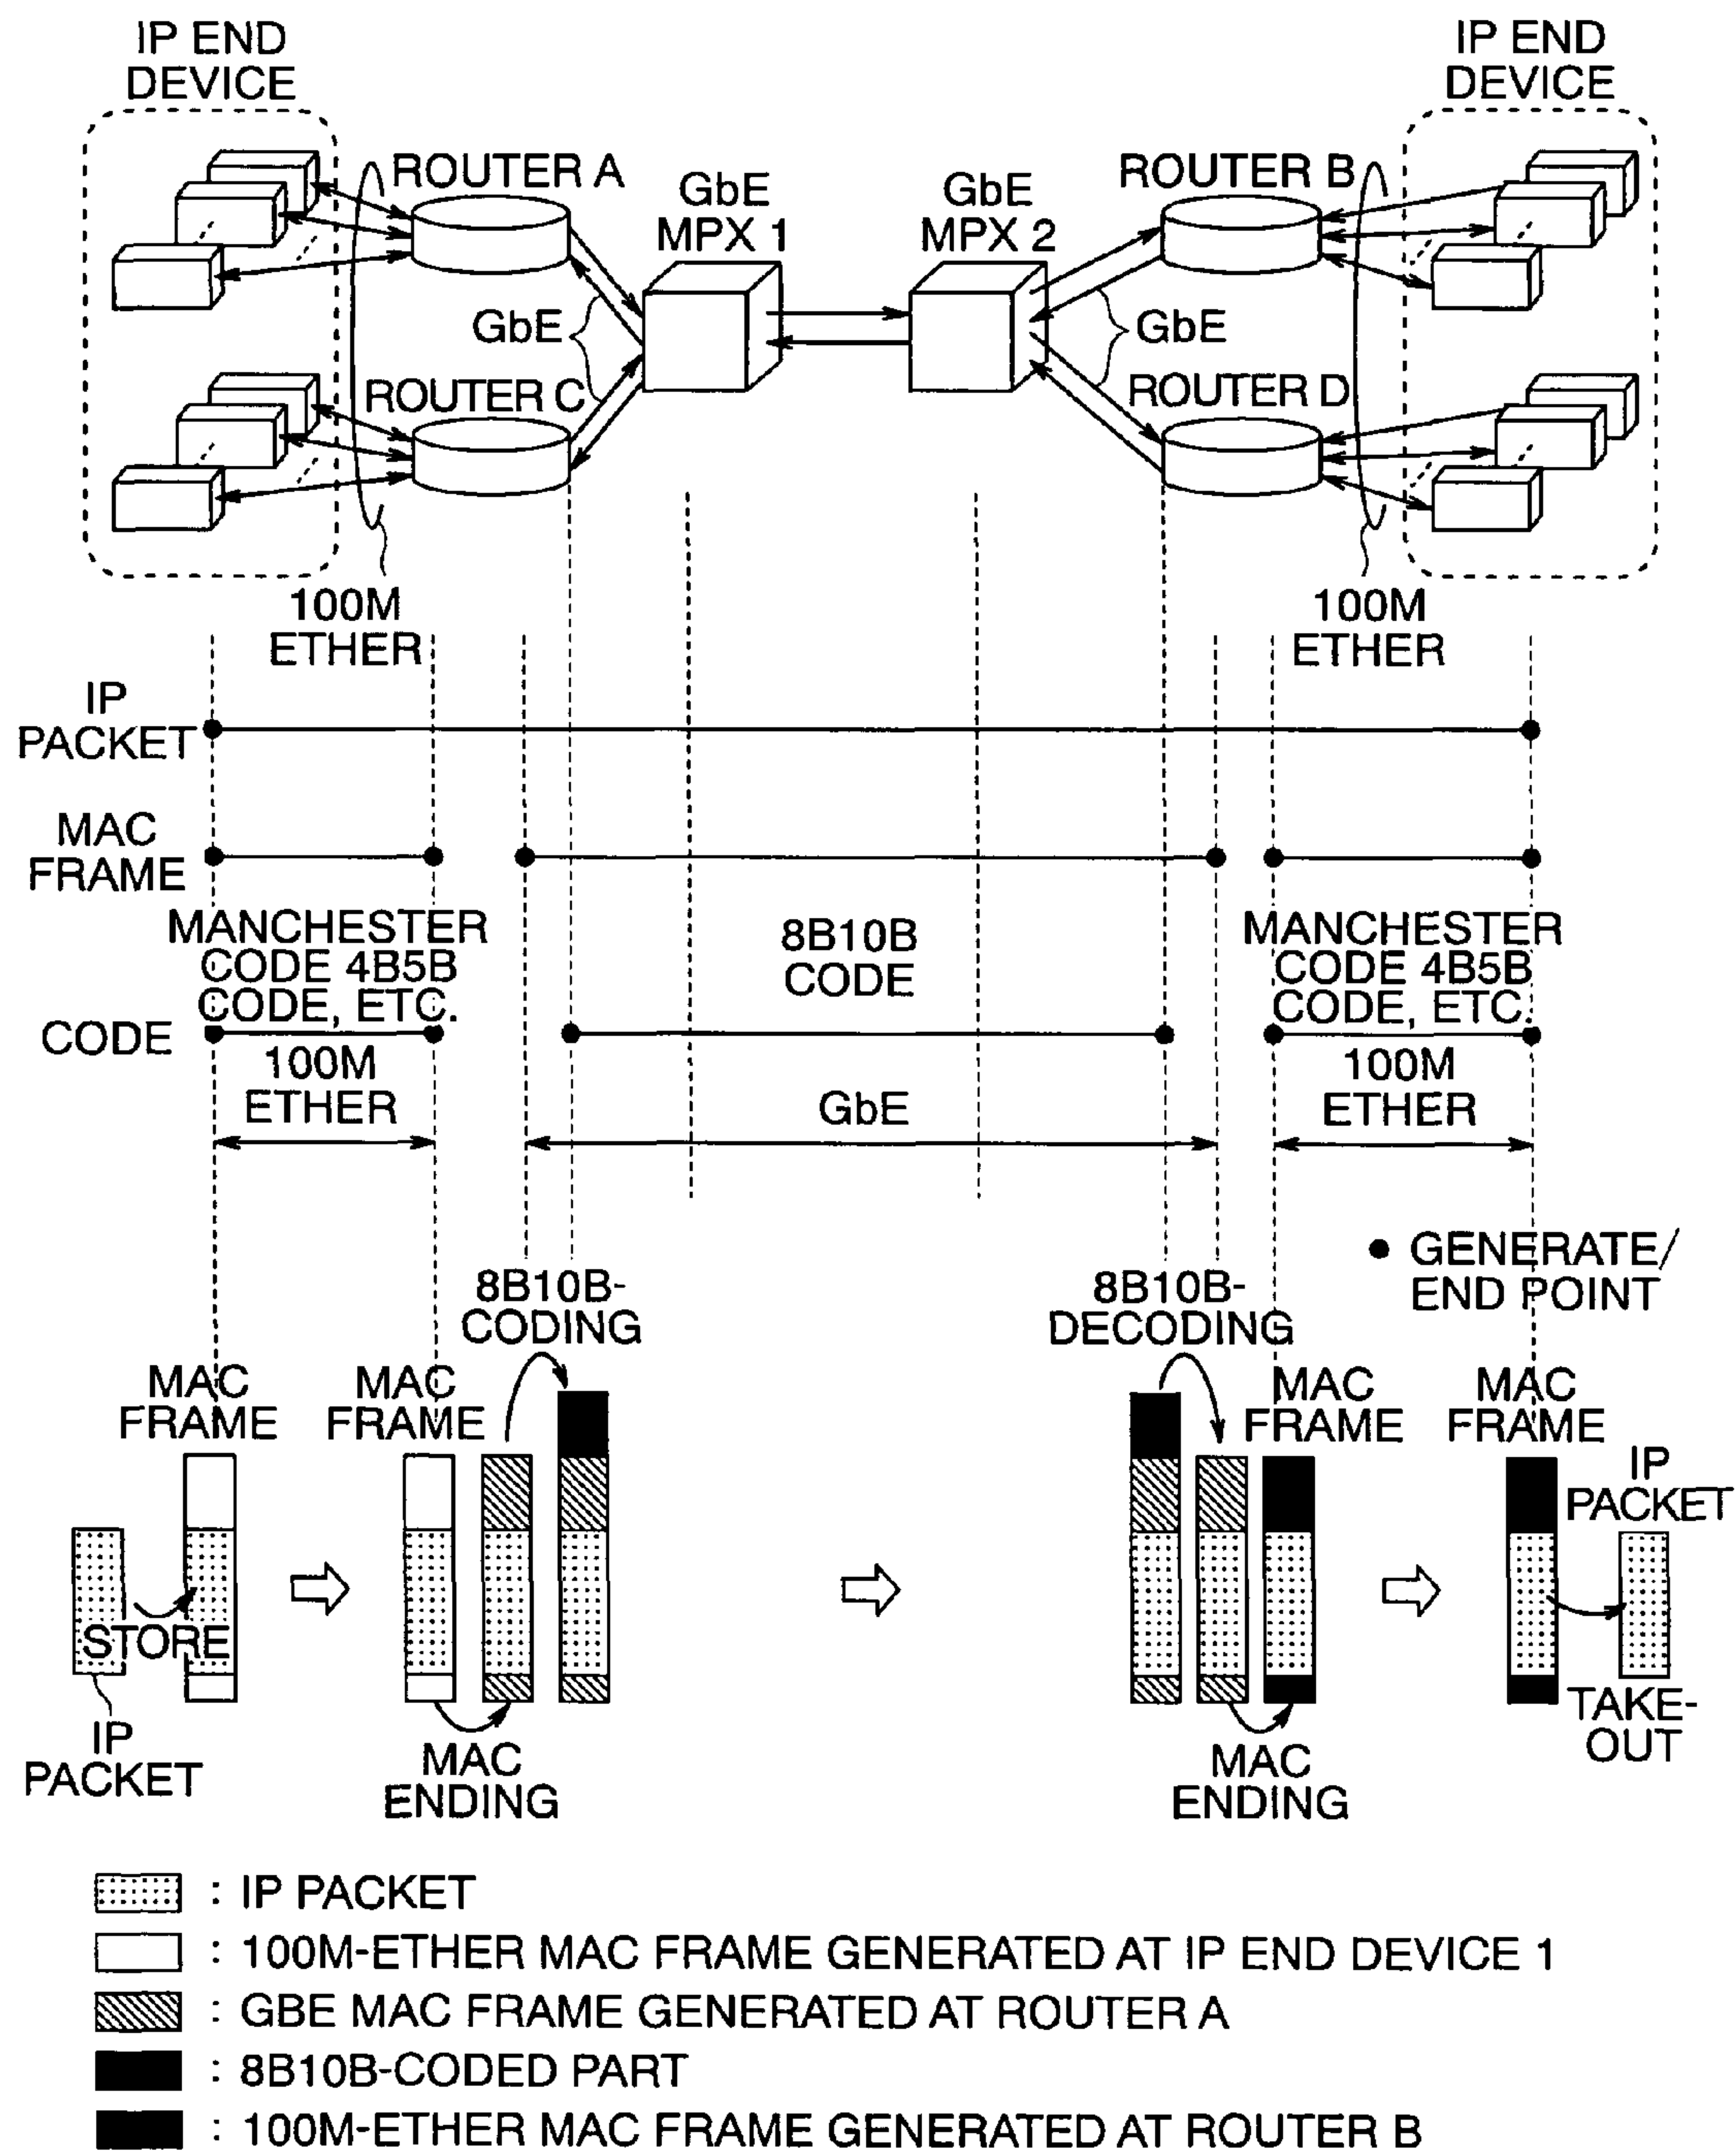 IP END
DEVICE
IP END
DEVICE
ROUTER A
GbE
MPX 1
GbE
MPX 2
ROUTER B
GbE
GbE
ROUTER C
ROUTER D
100M
ETHER
100M
ETHER
IP
PACKET
MAC
FRAME
MANCHESTER
CODE 4B5B
CODE, ETC.
8B10B
CODE
MANCHESTER
CODE 4B5B
CODE, ETC.
CODE
100M
ETHER
GbE
100M
ETHER
● GENERATE/
END POINT
8B10B-
CODING
8B10B-
DECODING
MAC
FRAME
MAC
FRAME
MAC
FRAME
MAC
FRAME
IP
PACKET
STORE
IP
PACKET
MAC
ENDING
MAC
ENDING
TAKE-
OUT
: IP PACKET
: 100M-ETHER MAC FRAME GENERATED AT IP END DEVICE 1
: GBE MAC FRAME GENERATED AT ROUTER A
: 8B10B-CODED PART
: 100M-ETHER MAC FRAME GENERATED AT ROUTER B